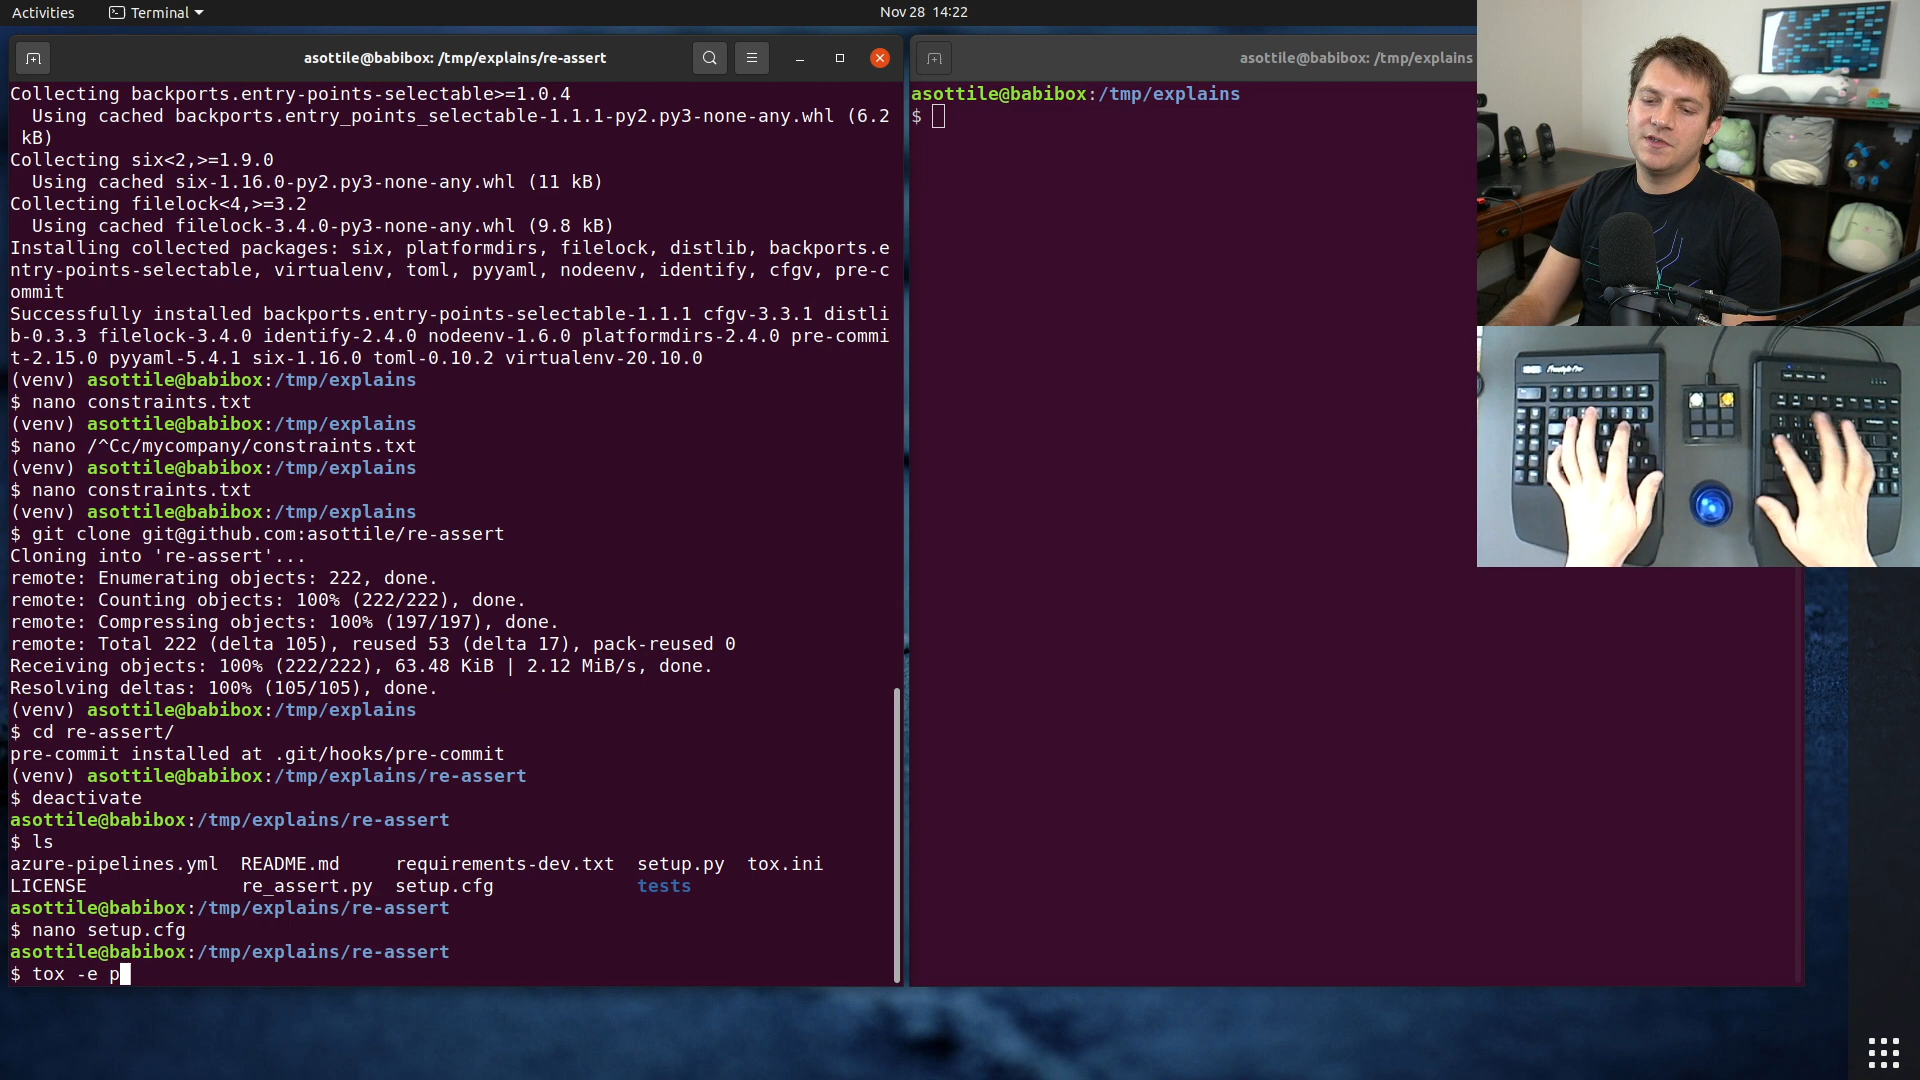 Activities
Terminal
Nov 28 14:22
asottile@babibox: /tmp/explains/re-assert
Collecting backports.entry-points-selectable>=1.0.4
  Using cached backports.entry_points_selectable-1.1.1-py2.py3-none-any.whl (6.2
 kB)
Collecting six<2,>=1.9.0
  Using cached six-1.16.0-py2.py3-none-any.whl (11 kB)
Collecting filelock<4,>=3.2
  Using cached filelock-3.4.0-py3-none-any.whl (9.8 kB)
Installing collected packages: six, platformdirs, filelock, distlib, backports.e
ntry-points-selectable, virtualenv, toml, pyyaml, nodeenv, identify, cfgv, pre-c
ommit
Successfully installed backports.entry-points-selectable-1.1.1 cfgv-3.3.1 distli
b-0.3.3 filelock-3.4.0 identify-2.4.0 nodeenv-1.6.0 platformdirs-2.4.0 pre-commi
t-2.15.0 pyyaml-5.4.1 six-1.16.0 toml-0.10.2 virtualenv-20.10.0
(venv) asottile@babibox:/tmp/explains
$ nano constraints.txt
(venv) asottile@babibox:/tmp/explains
$ nano /^Cc/mycompany/constraints.txt
(venv) asottile@babibox:/tmp/explains
$ nano constraints.txt
(venv) asottile@babibox:/tmp/explains
$ git clone git@github.com:asottile/re-assert
Cloning into 're-assert'...
remote: Enumerating objects: 222, done.
remote: Counting objects: 100% (222/222), done.
remote: Compressing objects: 100% (197/197), done.
remote: Total 222 (delta 105), reused 53 (delta 17), pack-reused 0
Receiving objects: 100% (222/222), 63.48 KiB | 2.12 MiB/s, done.
Resolving deltas: 100% (105/105), done.
(venv) asottile@babibox:/tmp/explains
$ cd re-assert/
pre-commit installed at .git/hooks/pre-commit
(venv) asottile@babibox:/tmp/explains/re-assert
$ deactivate
asottile@babibox:/tmp/explains/re-assert
$ ls
azure-pipelines.yml  README.md     requirements-dev.txt  setup.py  tox.ini
LICENSE              re_assert.py  setup.cfg             tests
asottile@babibox:/tmp/explains/re-assert
$ nano setup.cfg
asottile@babibox:/tmp/explains/re-assert
$ tox -e p
asottile@babibox: /tmp/explains
asottile@babibox:/tmp/explains
$
Freestyle Pro